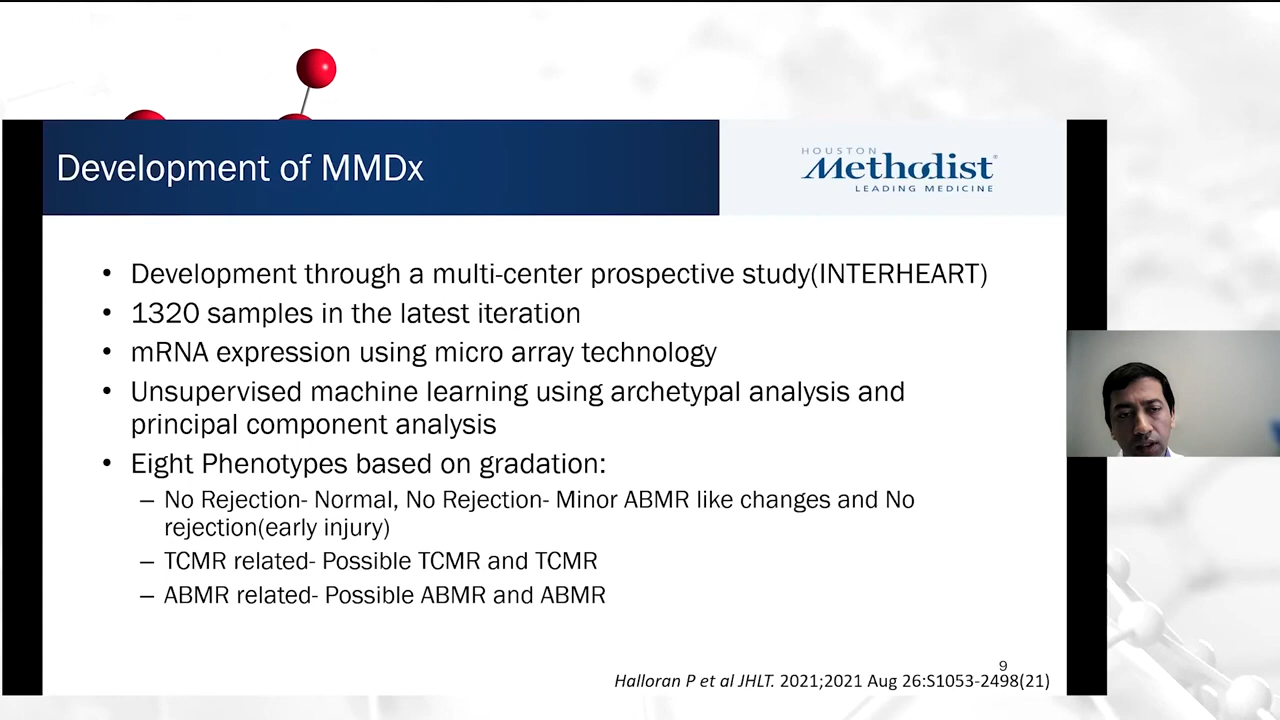 Development of MMDx
HOUSTON
Methodist®
LEADING MEDICINE
• Development through a multi-center prospective study(INTERHEART)
• 1320 samples in the latest iteration
• mRNA expression using micro array technology
• Unsupervised machine learning using archetypal analysis and
principal component analysis
• Eight Phenotypes based on gradation:
– No Rejection- Normal, No Rejection- Minor ABMR like changes and No
rejection(early injury)
– TCMR related- Possible TCMR and TCMR
– ABMR related- Possible ABMR and ABMR
9
Halloran P et al JHLT. 2021;2021 Aug 26:S1053-2498(21)